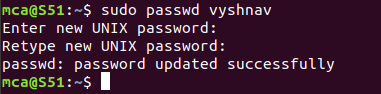 mca@S51:~$ sudo passwd vyshnav
Enter new UNIX password:
Retype new UNIX password:
passwd: password updated successfully
mca@S51:~$